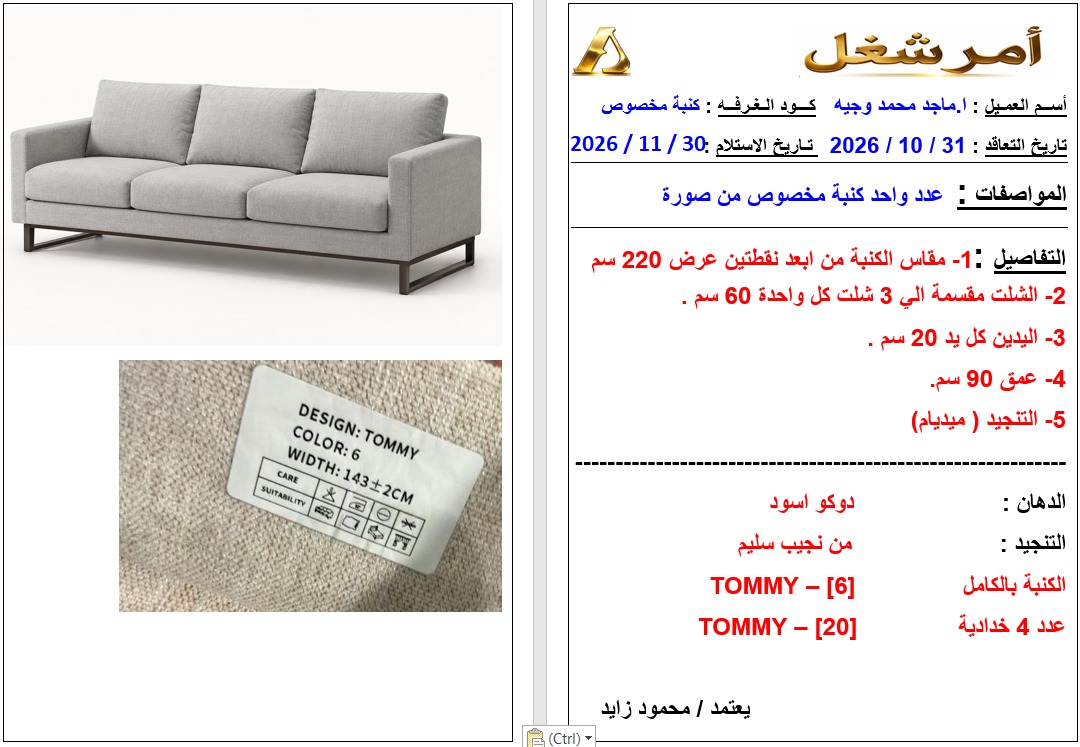 DESIGN: TOMMY
COLOR: 6
WIDTH: 143±2CM
CARE
SUITABILITY
أمر شغل
أسـم العمـيل : ا.ماجد محمد وجيه كــود الـغـرفــه : كنبة مخصوص
تاريخ التعاقد : 31 / 10 / 2026 تـاريخ الاستلام :30 / 11 / 2026
المواصفات : عدد واحد كنبة مخصوص من صورة
التفاصيل :1- مقاس الكنبة من ابعد نقطتين عرض 220 سم
2- الشلت مقسمة الي 3 شلت كل واحدة 60 سم .
3- اليدين كل يد 20 سم .
4- عمق 90 سم.
5- التنجيد ( ميديام)
الدهان : دوكو اسود
التنجيد : من نجيب سليم
الكنبة بالكامل TOMMY – [6]
عدد 4 خدادية TOMMY – [20]
يعتمد / محمود زايد
(Ctrl)